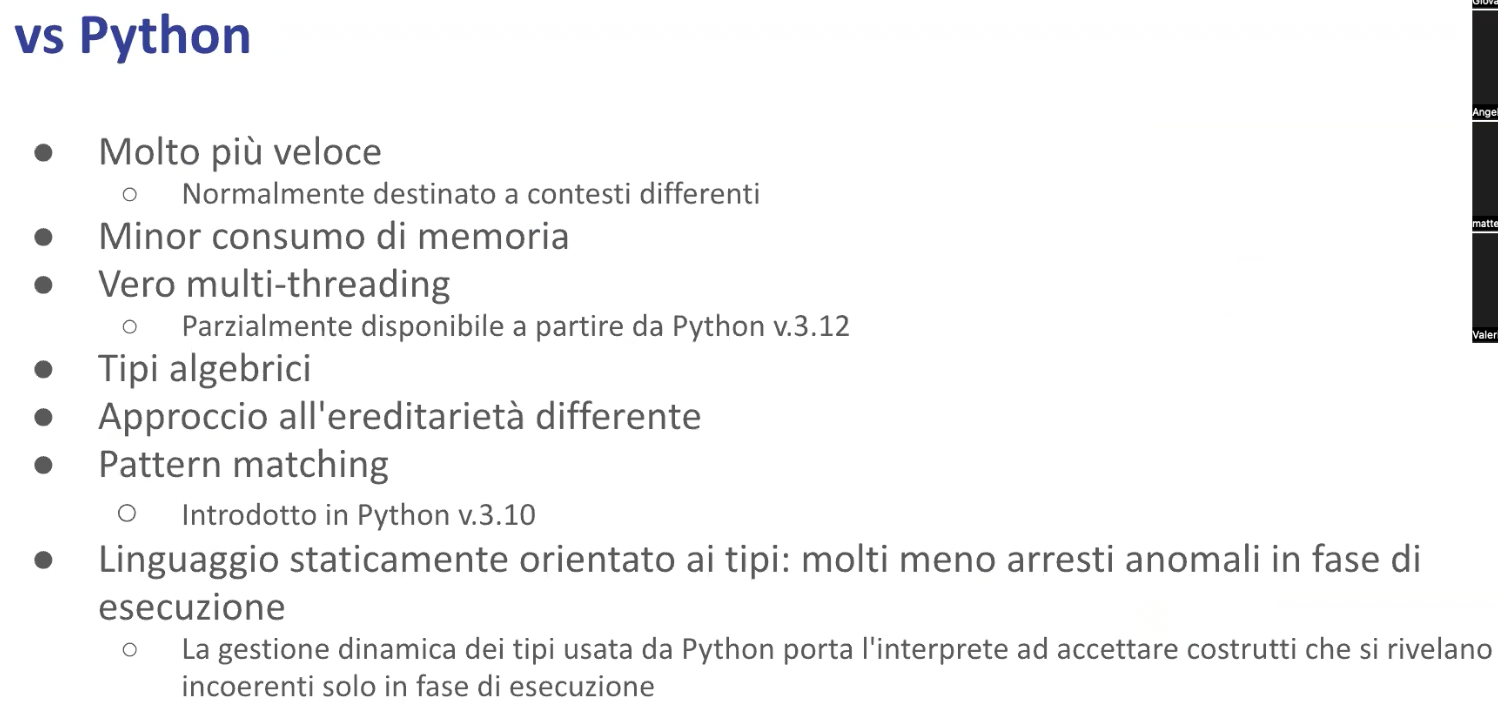 vs Python
Molto più veloce
Normalmente destinato a contesti differenti
Minor consumo di memoria
Vero multi-threading
Parzialmente disponibile a partire da Python v.3.12
Tipi algebrici
Approccio all'ereditarietà differente
Pattern matching
Introdotto in Python v.3.10
Linguaggio staticamente orientato ai tipi: molti meno arresti anomali in fase di
esecuzione
La gestione dinamica dei tipi usata da Python porta l'interprete ad accettare costrutti che si rivelano
incoerenti solo in fase di esecuzione
Giova
Angel
matte
Valer